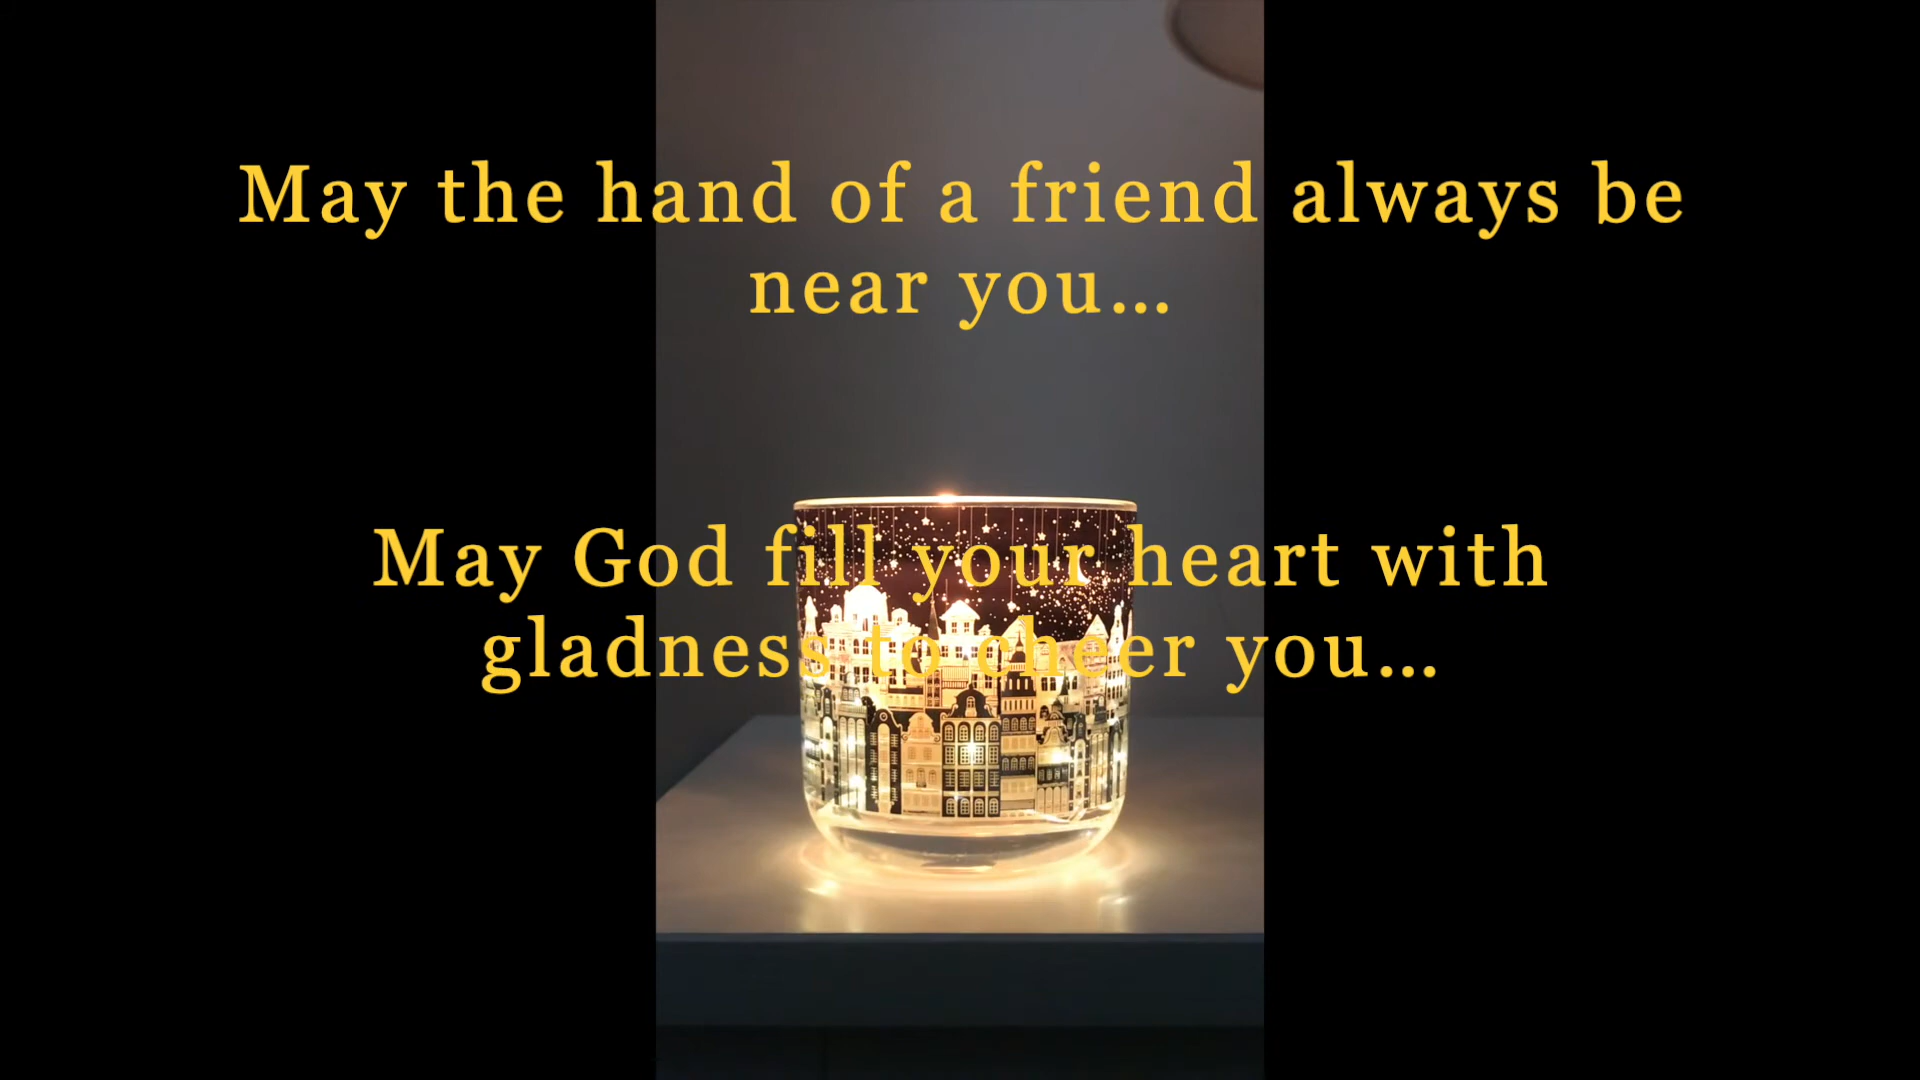 May the hand of a friend always be
near you...
May God fill your heart with
gladness to cheer you...